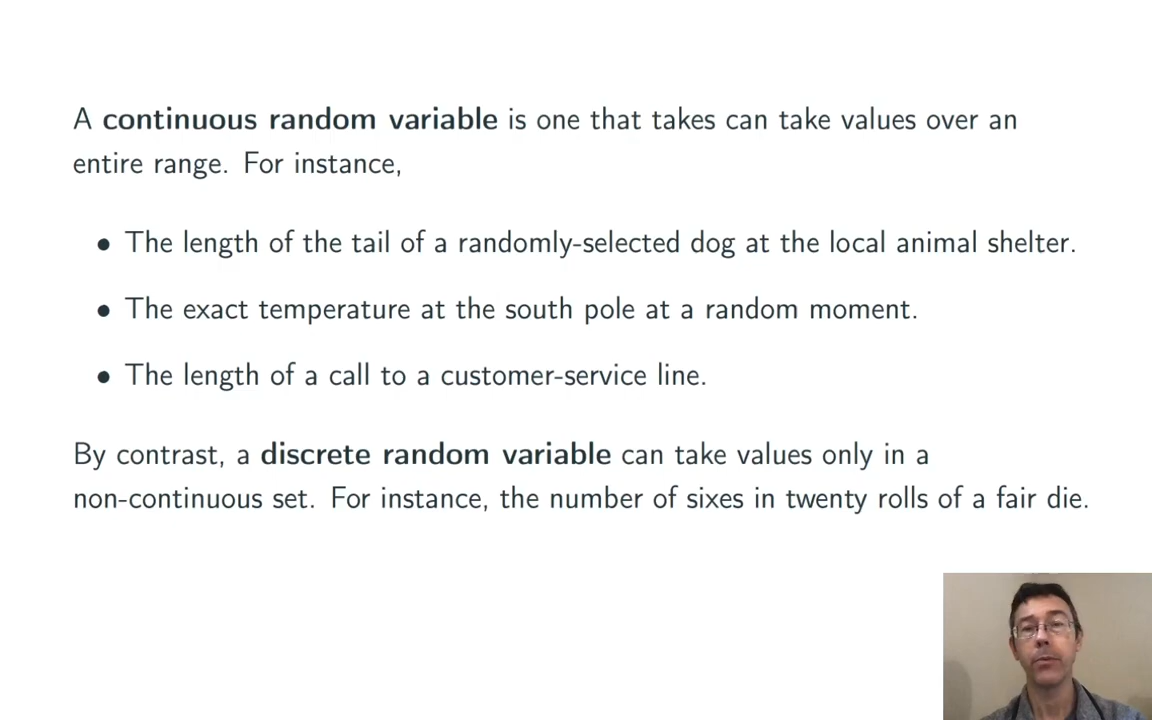 A continuous random variable is one that takes can take values over an
entire range. For instance,
• The length of the tail of a randomly-selected dog at the local animal shelter.
• The exact temperature at the south pole at a random moment.
• The length of a call to a customer-service line.
By contrast, a discrete random variable can take values only in a
non-continuous set. For instance, the number of sixes in twenty rolls of a fair die.